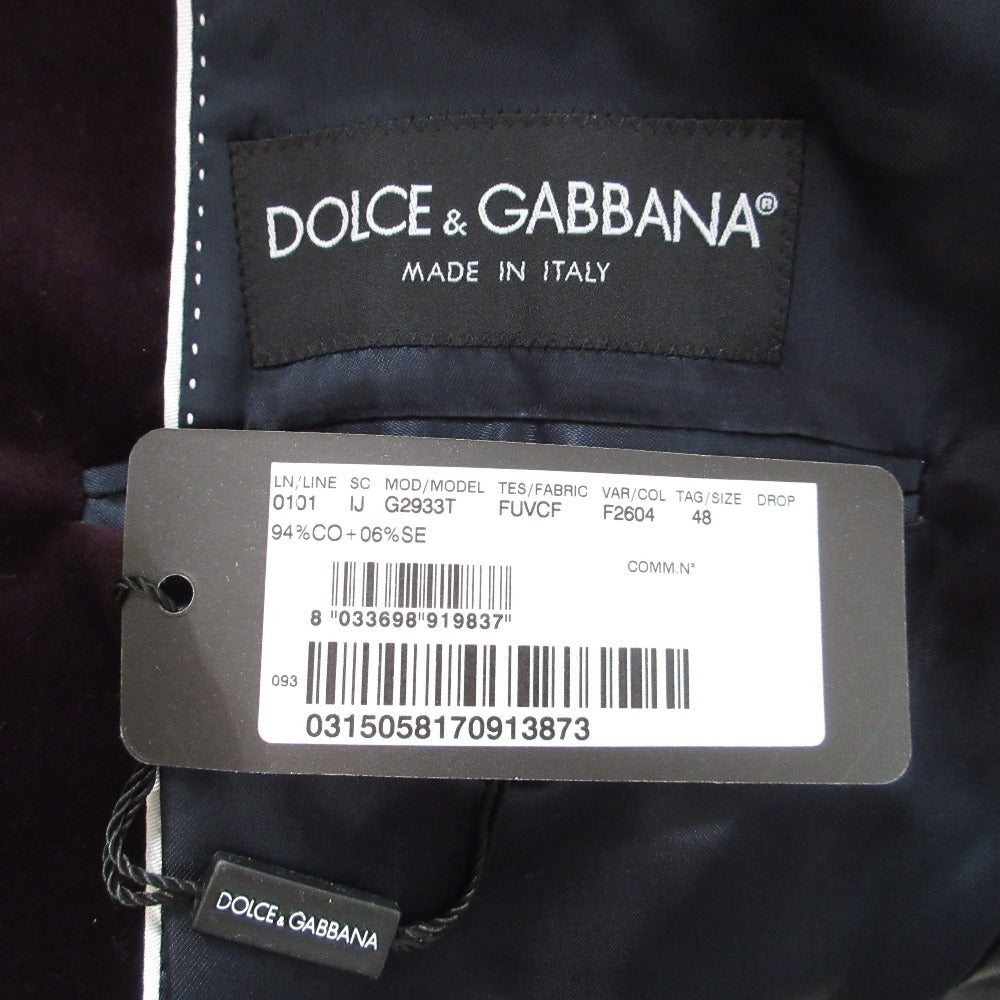 DOLCE & GABBANA®
MADE IN ITALY
LN/LINE SC MOD/MODEL TES/FABRIC VAR/COL TAG/SIZE DROP
0101 IJ G2933T FUVCF F2604 48
94%CO+06%SE
COMM.N°
8 "033698"919837"
093
0315058170913873
DOLCE & GABBANA